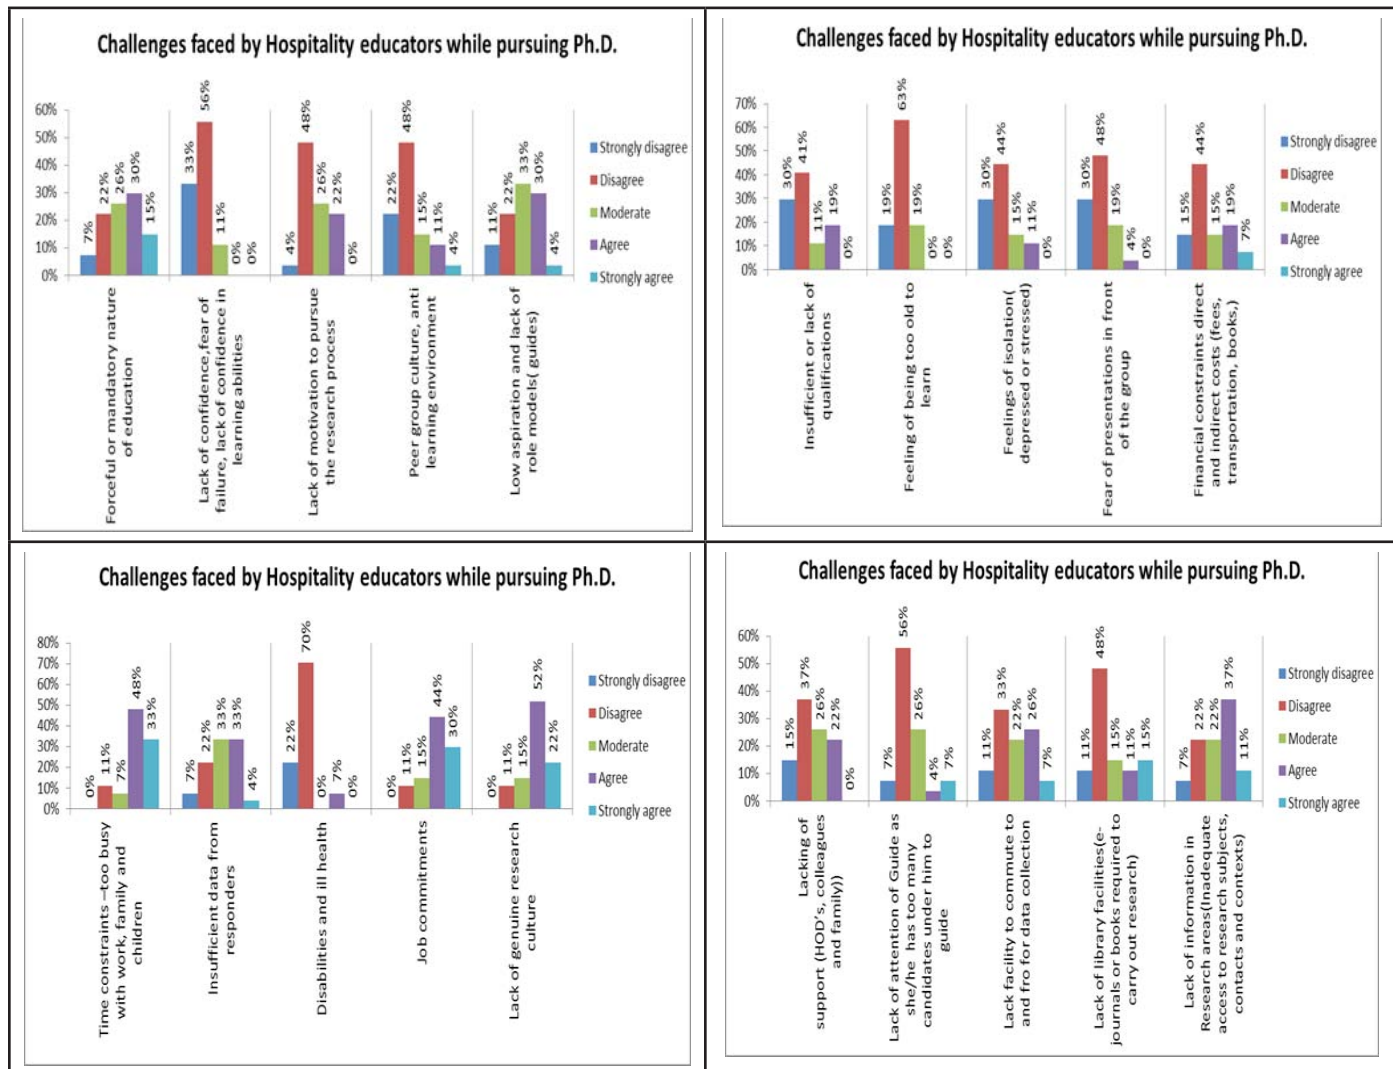 Challenges faced by Hospitality educators while pursuing Ph.D.
60%
50%
40%
30%
20%
10%
0%
7%
22%
26%
30%
15%
33%
56%
11%
0%
0%
4%
48%
26%
22%
0%
22%
48%
15%
11%
4%
11%
22%
33%
30%
4%
Forceful or mandatory nature
of education
Lack of confidence,fear of
failure, lack of confidence in
learning abilities
Lack of motivation to pursue
the research process
Peer group culture, anti
learning environment
Low aspiration and lack of
role models( guides)
Strongly disagree
Disagree
Moderate
Agree
Strongly agree
Challenges faced by Hospitality educators while pursuing Ph.D.
70%
60%
50%
40%
30%
20%
10%
0%
30%
41%
11%
19%
0%
19%
63%
19%
0%
0%
30%
44%
15%
11%
0%
30%
48%
19%
4%
0%
15%
44%
15%
19%
7%
Insufficient or lack of
qualifications
Feeling of being too old to
learn
Feelings of isolation(
depressed or stressed)
Fear of presentations in front
of the group
Financial constraints direct
and indirect costs (fees,
transportation, books,)
Strongly disagree
Disagree
Moderate
Agree
Strongly agree
Challenges faced by Hospitality educators while pursuing Ph.D.
80%
70%
60%
50%
40%
30%
20%
10%
0%
0%
11%
7%
48%
33%
7%
22%
33%
33%
4%
22%
70%
0%
7%
0%
0%
11%
15%
44%
30%
0%
11%
15%
52%
22%
Time constraints –too busy
with work, family and
children
Insufficient data from
responders
Disabilities and ill health
Job commitments
Lack of genuine research
culture
Strongly disagree
Disagree
Moderate
Agree
Strongly agree
Challenges faced by Hospitality educators while pursuing Ph.D.
60%
50%
40%
30%
20%
10%
0%
15%
37%
26%
22%
0%
7%
56%
26%
4%
7%
11%
33%
22%
26%
7%
11%
48%
15%
11%
15%
7%
22%
22%
37%
11%
Lacking of
support (HOD's, colleagues
and family))
Lack of attention of Guide as
she/he has too many
candidates under him to
guide
Lack facility to commute to
and fro for data collection
Lack of library facilities(e-
journals or books required to
carry out research)
Lack of information in
Research areas(Inadequate
access to research subjects,
contacts and contexts)
Strongly disagree
Disagree
Moderate
Agree
Strongly agree